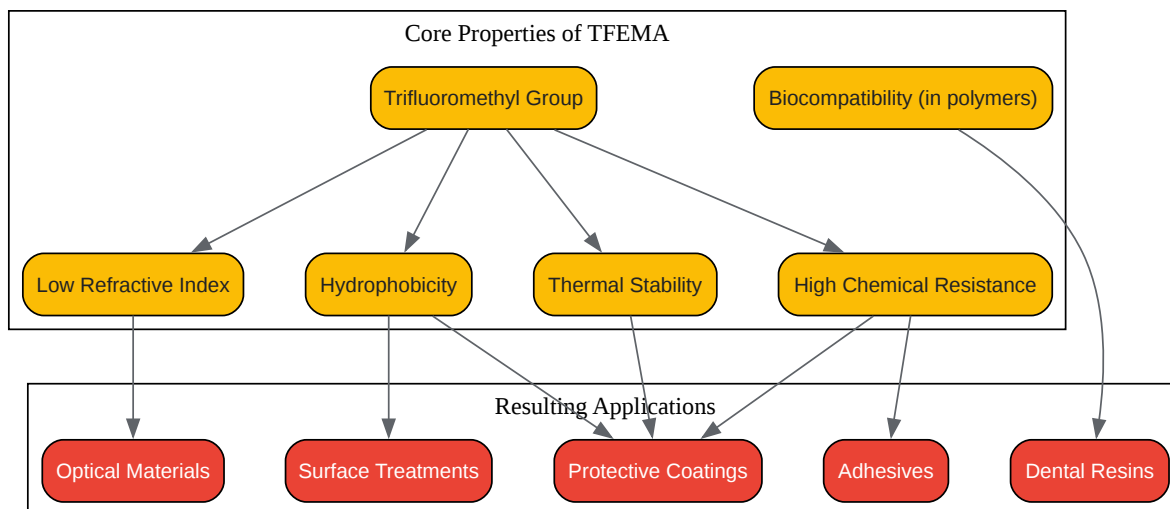 Core Properties of TFEMA
Trifluoromethyl Group
Biocompatibility (in polymers)
Low Refractive Index
Hydrophobicity
Thermal Stability
High Chemical Resistance
Resulting Applications
Optical Materials
Surface Treatments
Protective Coatings
Adhesives
Dental Resins